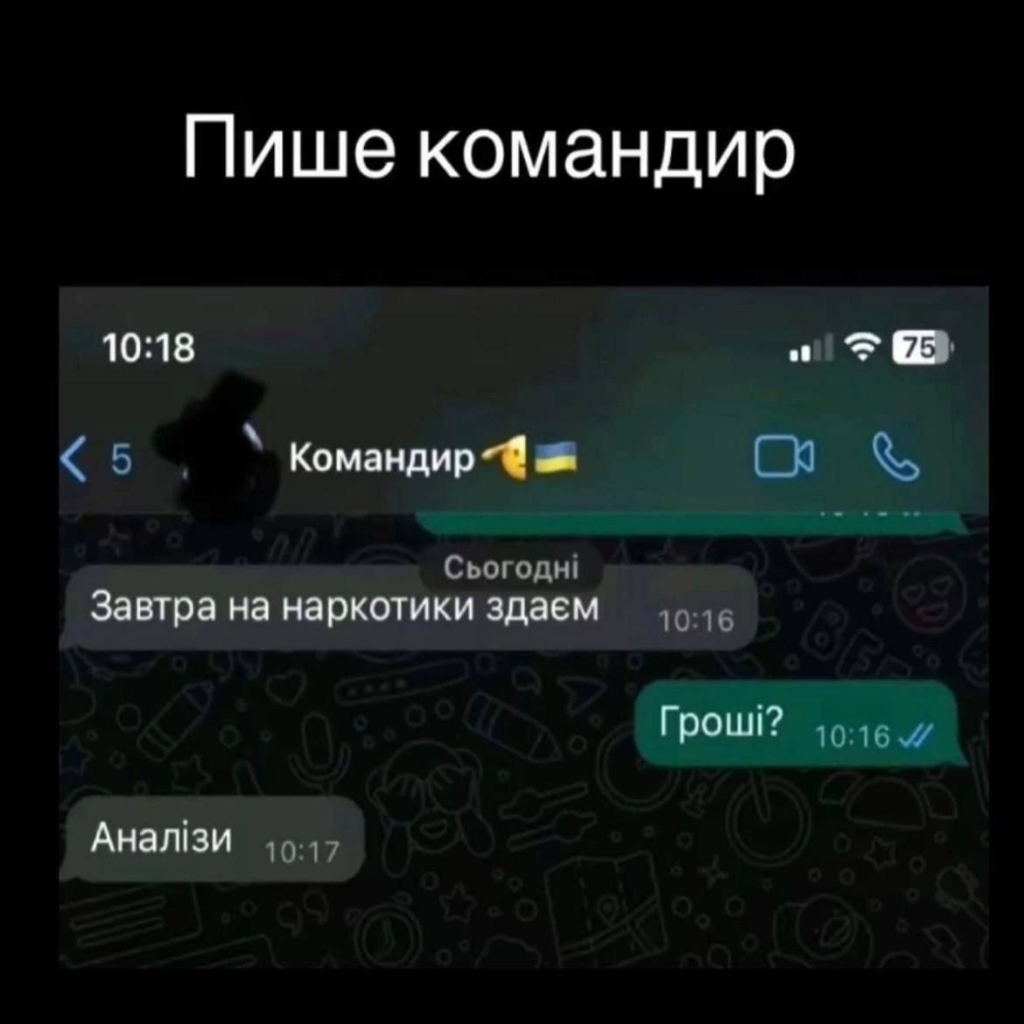 Пише командир
10:18
75
5
Командир
Сьогодні
Завтра на наркотики здаєм 10:16
Гроші? 10:16
Аналізи 10:17